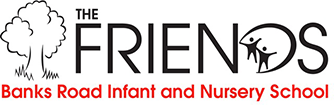 THE
FRIENDS
Banks Road Infant and Nursery School